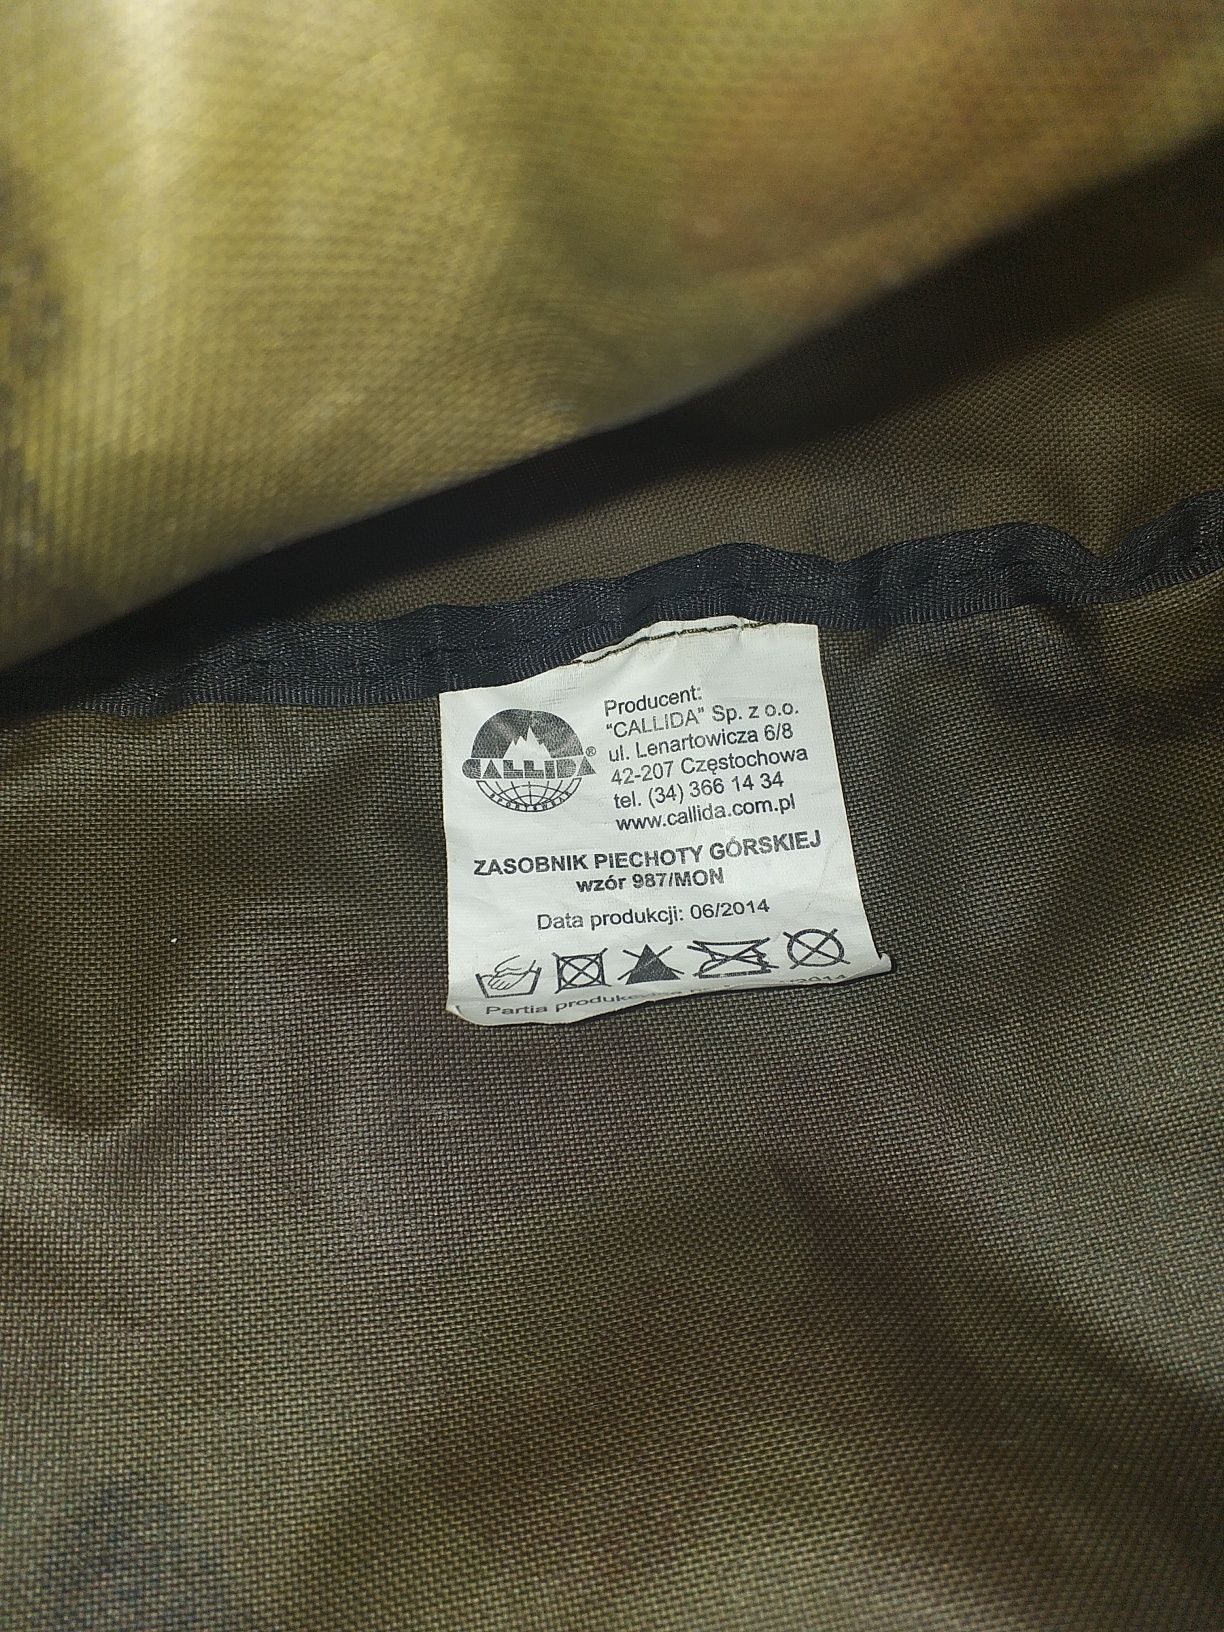 CALLIDA®
Producent:
"CALLIDA" Sp. z o.o.
ul. Lenartowicza 6/8
42-207 Częstochowa
tel. (34) 366 14 34
www.callida.com.pl
ZASOBNIK PIECHOTY GÓRSKIEJ
wzór 987/MON
Data produkcji: 06/2014
Partia